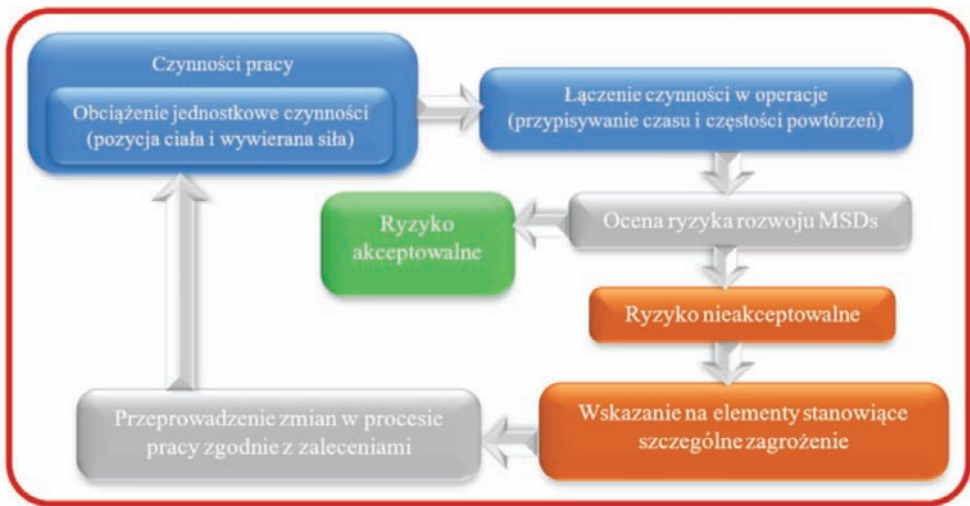 Czynności pracy
Obciążenie jednostkowe czynności
(pozycja ciała i wywierana siła)
Łączenie czynności w operacje
(przypisywanie czasu i częstości powtórzeń)
Ocena ryzyka rozwoju MSDs
Ryzyko
akceptowalne
Ryzyko nieakceptowalne
Wskazanie na elementy stanowiące
szczególne zagrożenie
Przeprowadzenie zmian w procesie
pracy zgodnie z zaleceniami